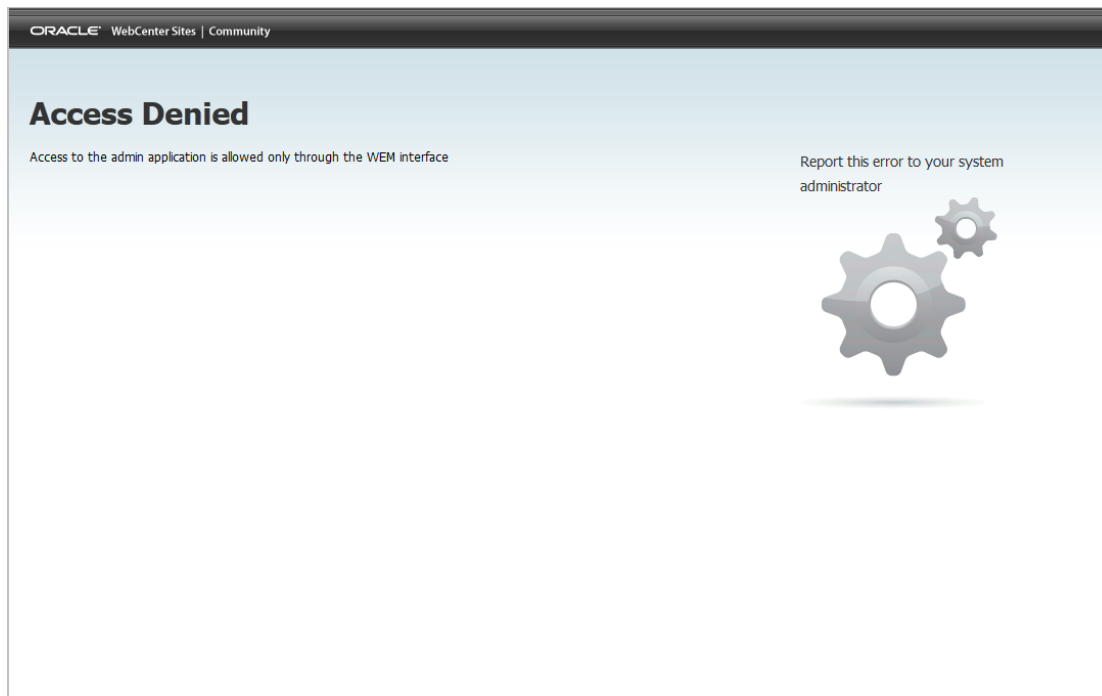 ORACLE WebCenter Sites | Community
Access Denied
Access to the admin application is allowed only through the WEM interface
Report this error to your system
administrator